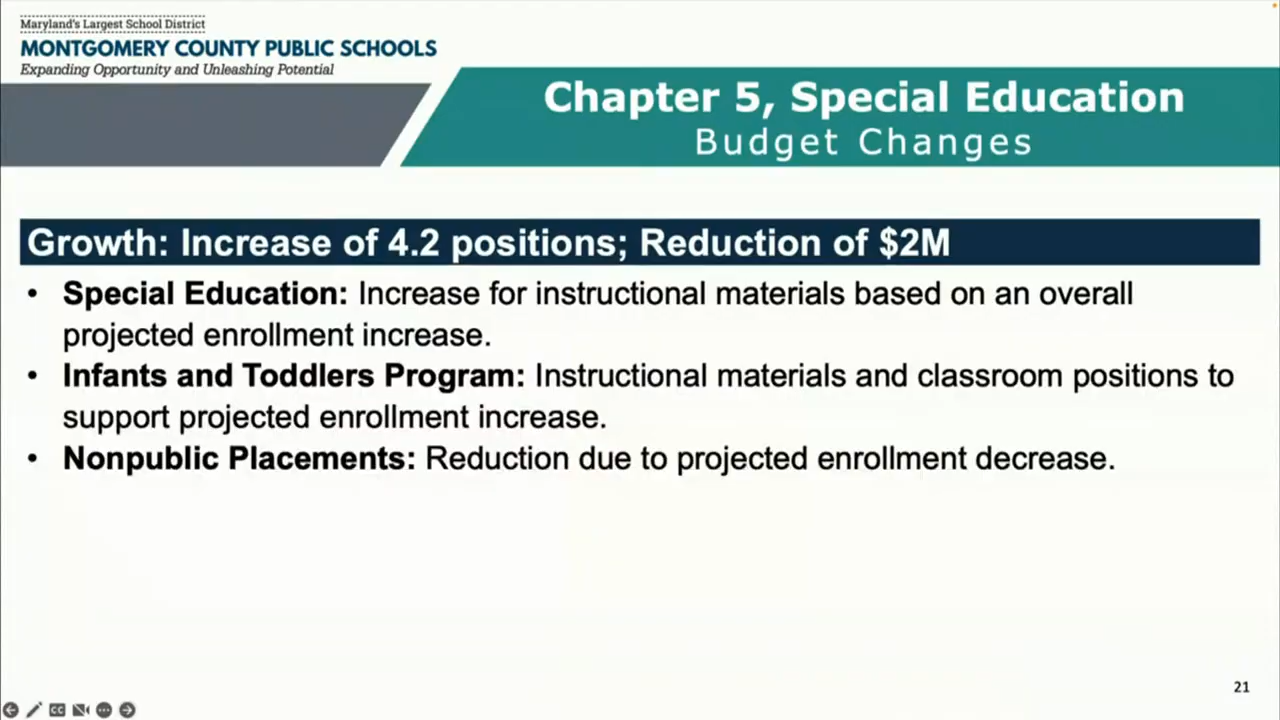 Maryland's Largest School District
MONTGOMERY COUNTY PUBLIC SCHOOLS
Expanding Opportunity and Unleashing Potential
Chapter 5, Special Education
Budget Changes
Growth: Increase of 4.2 positions; Reduction of $2M
• Special Education: Increase for instructional materials based on an overall
projected enrollment increase.
• Infants and Toddlers Program: Instructional materials and classroom positions to
support projected enrollment increase.
• Nonpublic Placements: Reduction due to projected enrollment decrease.
21
CC